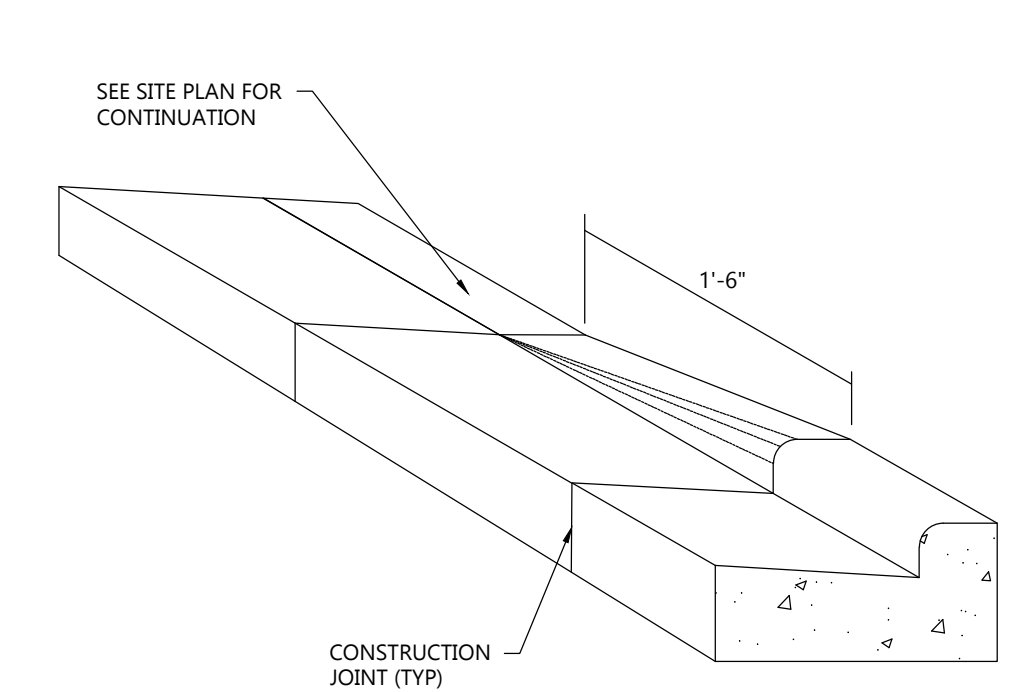 SEE SITE PLAN FOR
CONTINUATION
1'-6"
CONSTRUCTION
JOINT (TYP)